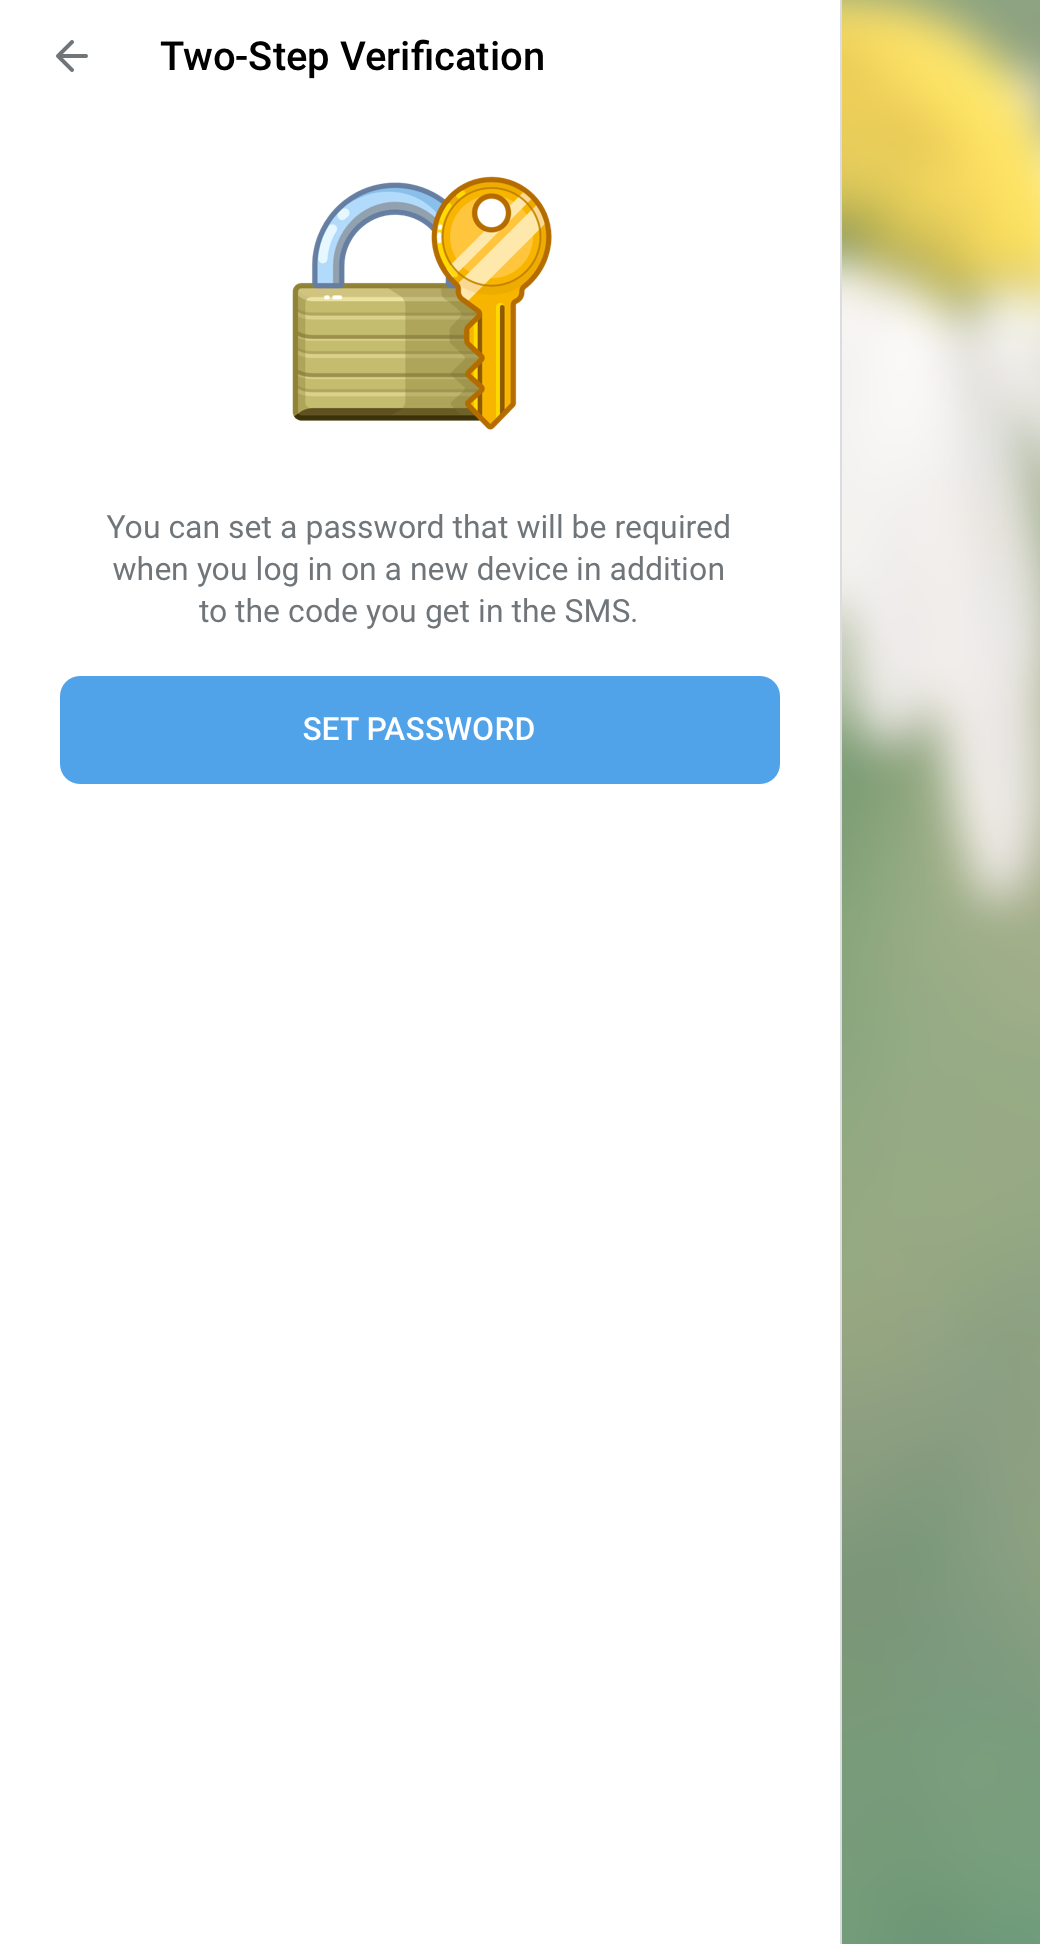 Two-Step Verification
You can set a password that will be required
when you log in on a new device in addition
to the code you get in the SMS.
SET PASSWORD